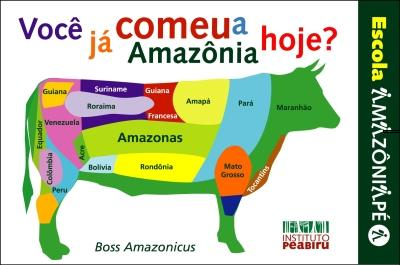 Você já comeu a
Amazônia hoje?
Escola AMAZÔNIAPÉ
Guiana
Suriname
Guiana
Francesa
Roraima
Amapá
Pará
Maranhão
Equador
Venezuela
Amazonas
Acre
Colômbia
Peru
Bolívia
Rondônia
Mato
Grosso
Tocantins
Boss Amazonicus
INSTITUTO
PEABIRU